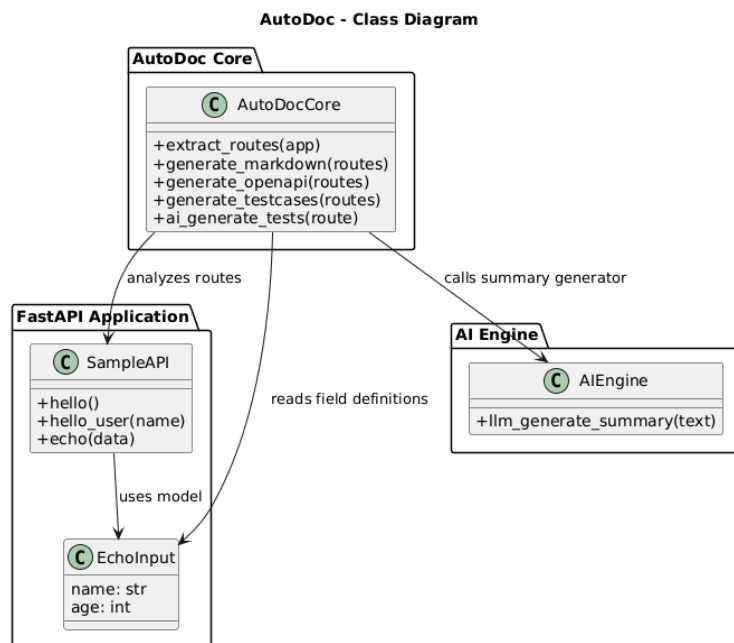 AutoDoc - Class Diagram
AutoDoc Core
C AutoDocCore
+extract_routes(app)
+generate_markdown(routes)
+generate_openapi(routes)
+generate_testcases(routes)
+ai_generate_tests(route)
analyzes routes
calls summary generator
FastAPI Application
C SampleAPI
+hello()
+hello_user(name)
+echo(data)
AI Engine
C AIEngine
+llm_generate_summary(text)
reads field definitions
uses model
C EchoInput
name: str
age: int